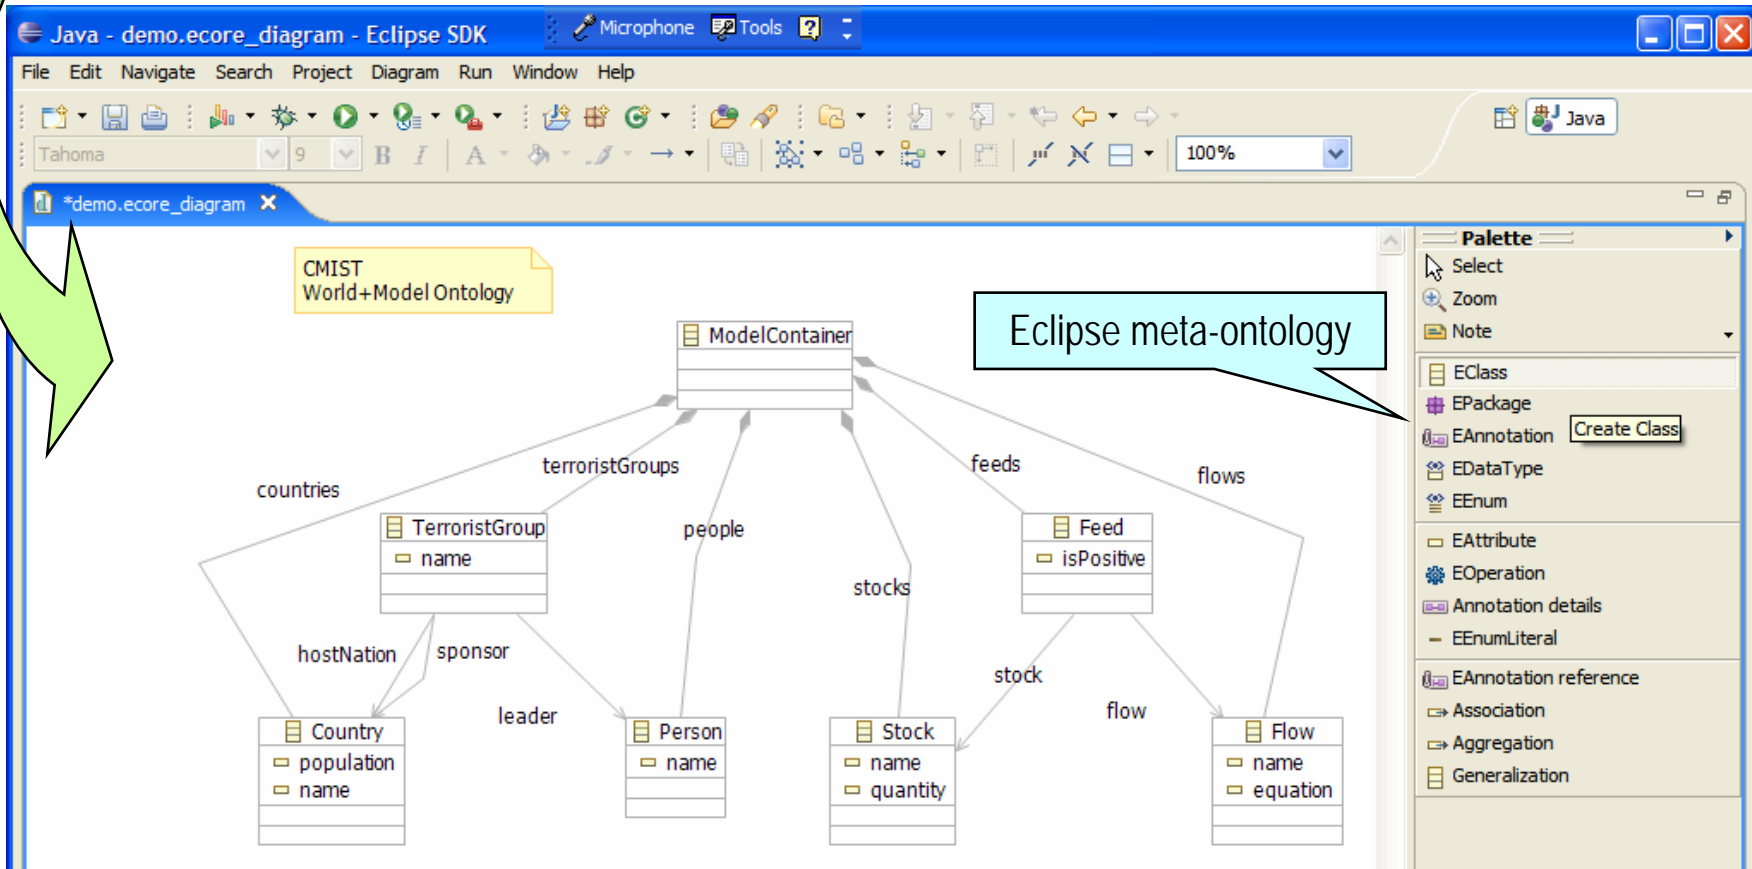 Java - demo.ecore_diagram - Eclipse SDK
Microphone Tools ?
File Edit Navigate Search Project Diagram Run Window Help
Java
Tahoma 9 B I A 100%
*demo.ecore_diagram
CMIST
World+Model Ontology
Eclipse meta-ontology
ModelContainer
countries
terroristGroups
people
stocks
feeds
flows
TerroristGroup
name
Feed
isPositive
hostNation
sponsor
leader
stock
flow
Country
population
name
Person
name
Stock
name
quantity
Flow
name
equation
Palette
Select
Zoom
Note
EClass
EPackage
EAnnotation
Create Class
EDataType
EEnum
EAttribute
EOperation
Annotation details
EEnumLiteral
EAnnotation reference
Association
Aggregation
Generalization